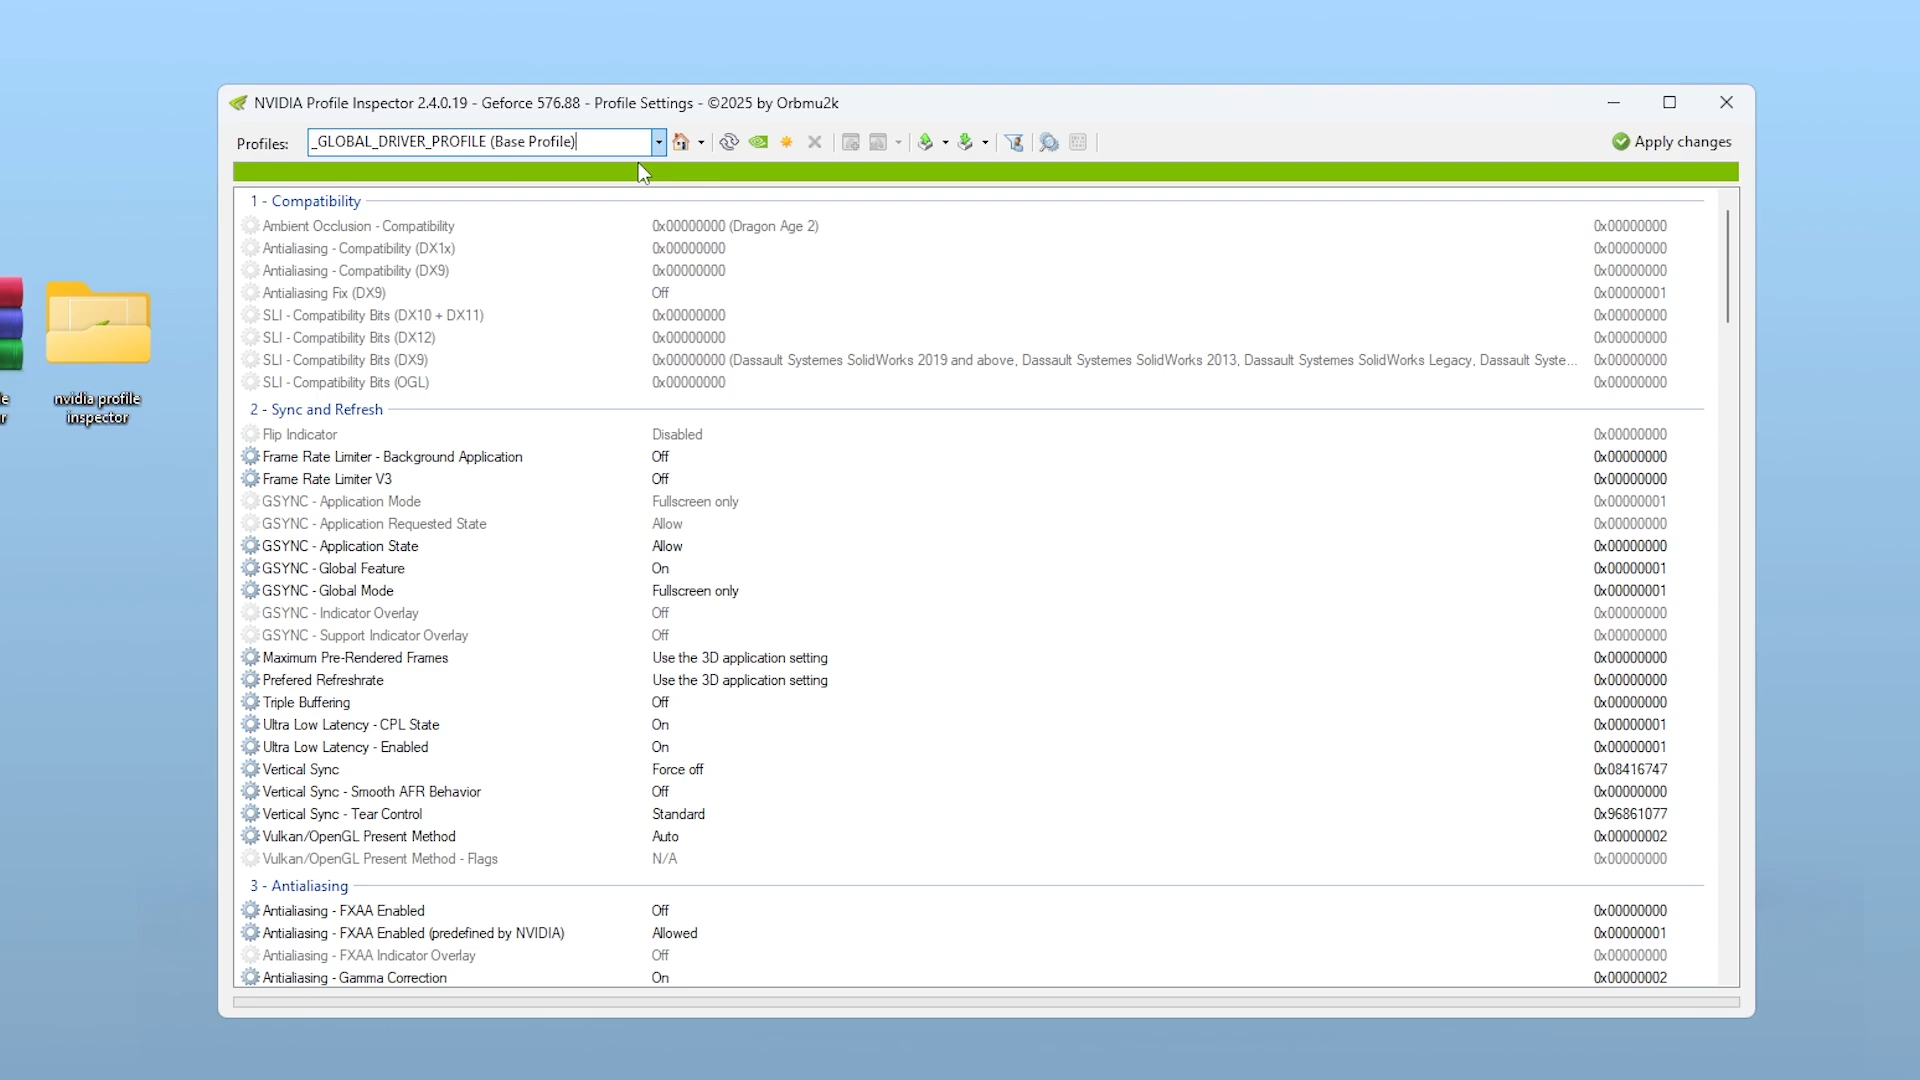 NVIDIA Profile Inspector 2.4.0.19 - Geforce 576.88 - Profile Settings - ©2025 by Orbmu2k
Profiles: _GLOBAL_DRIVER_PROFILE (Base Profile) Apply changes
1 - Compatibility
Ambient Occlusion - Compatibility 0x00000000 (Dragon Age 2) 0x00000000
Antialiasing - Compatibility (DX1x) 0x00000000 0x00000000
Antialiasing - Compatibility (DX9) 0x00000000 0x00000000
Antialiasing Fix (DX9) Off 0x00000001
SLI - Compatibility Bits (DX10 + DX11) 0x00000000 0x00000000
SLI - Compatibility Bits (DX12) 0x00000000 0x00000000
SLI - Compatibility Bits (DX9) 0x00000000 (Dassault Systemes SolidWorks 2019 and above, Dassault Systemes SolidWorks 2013, Dassault Systemes SolidWorks Legacy, Dassault Syste... 0x00000000
SLI - Compatibility Bits (OGL) 0x00000000 0x00000000
2 - Sync and Refresh
Flip Indicator Disabled 0x00000000
Frame Rate Limiter - Background Application Off 0x00000000
Frame Rate Limiter V3 Off 0x00000000
GSYNC - Application Mode Fullscreen only 0x00000001
GSYNC - Application Requested State Allow 0x00000000
GSYNC - Application State Allow 0x00000000
GSYNC - Global Feature On 0x00000001
GSYNC - Global Mode Fullscreen only 0x00000001
GSYNC - Indicator Overlay Off 0x00000000
GSYNC - Support Indicator Overlay Off 0x00000000
Maximum Pre-Rendered Frames Use the 3D application setting 0x00000000
Prefered Refreshrate Use the 3D application setting 0x00000000
Triple Buffering Off 0x00000000
Ultra Low Latency - CPL State On 0x00000001
Ultra Low Latency - Enabled On 0x00000001
Vertical Sync Force off 0x08416747
Vertical Sync - Smooth AFR Behavior Off 0x00000000
Vertical Sync - Tear Control Standard 0x96861077
Vulkan/OpenGL Present Method Auto 0x00000002
Vulkan/OpenGL Present Method - Flags N/A 0x00000000
3 - Antialiasing
Antialiasing - FXAA Enabled Off 0x00000000
Antialiasing - FXAA Enabled (predefined by NVIDIA) Allowed 0x00000001
Antialiasing - FXAA Indicator Overlay Off 0x00000000
Antialiasing - Gamma Correction On 0x00000002
nvidia profile
inspector